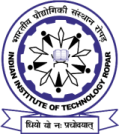 भारतीय प्रौद्योगिकी संस्थान रोपड़
INDIAN INSTITUTE OF TECHNOLOGY ROPAR
धियो यो नः प्रचोदयात्